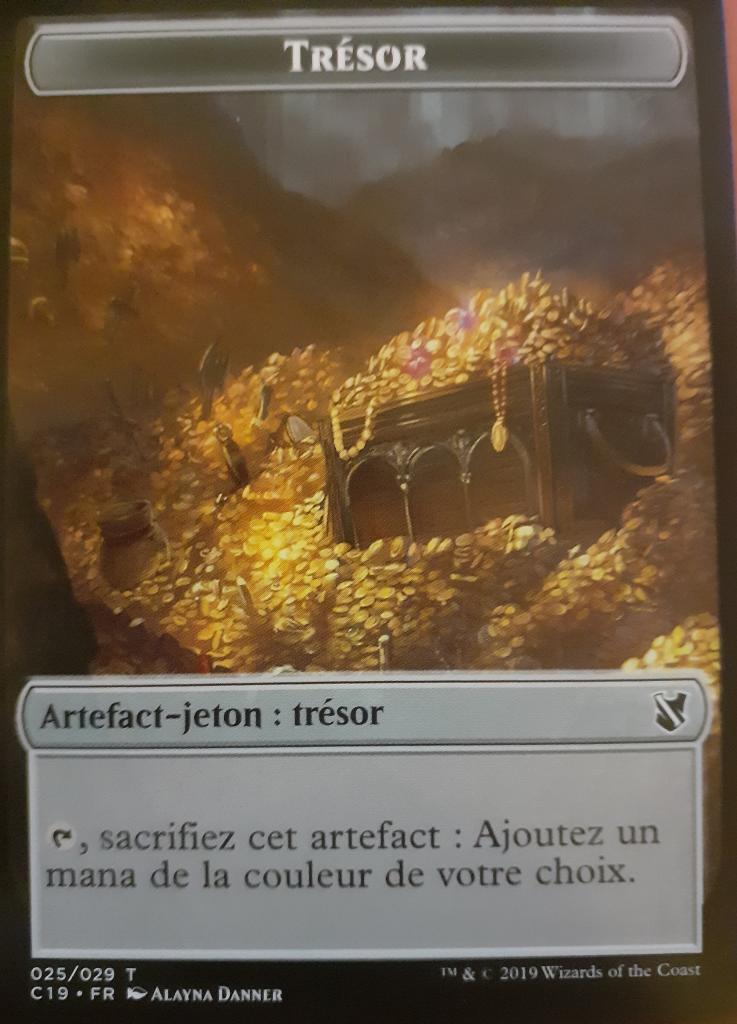 Trésor
Artefact-jeton : trésor
, sacrifiez cet artefact : Ajoutez un
mana de la couleur de votre choix.
025/029 T
C19 • FR Alayna Danner
™ & © 2019 Wizards of the Coast